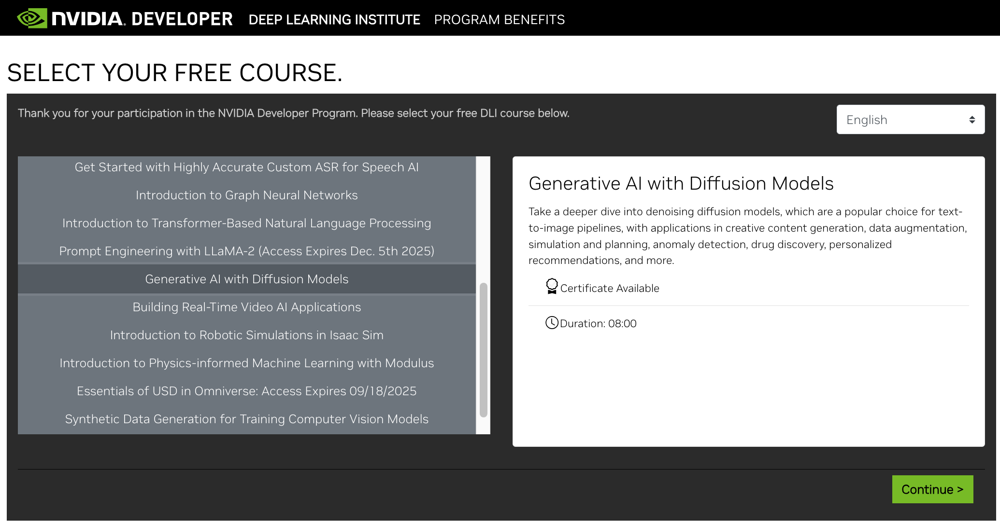 NVIDIA. DEVELOPER DEEP LEARNING INSTITUTE PROGRAM BENEFITS
SELECT YOUR FREE COURSE.
Thank you for your participation in the NVIDIA Developer Program. Please select your free DLI course below.
English
Get Started with Highly Accurate Custom ASR for Speech AI
Introduction to Graph Neural Networks
Introduction to Transformer-Based Natural Language Processing
Prompt Engineering with LLaMA-2 (Access Expires Dec. 5th 2025)
Generative AI with Diffusion Models
Building Real-Time Video AI Applications
Introduction to Robotic Simulations in Isaac Sim
Introduction to Physics-informed Machine Learning with Modulus
Essentials of USD in Omniverse: Access Expires 09/18/2025
Synthetic Data Generation for Training Computer Vision Models
Generative AI with Diffusion Models
Take a deeper dive into denoising diffusion models, which are a popular choice for text-
to-image pipelines, with applications in creative content generation, data augmentation,
simulation and planning, anomaly detection, drug discovery, personalized
recommendations, and more.
Certificate Available
Duration: 08:00
Continue >